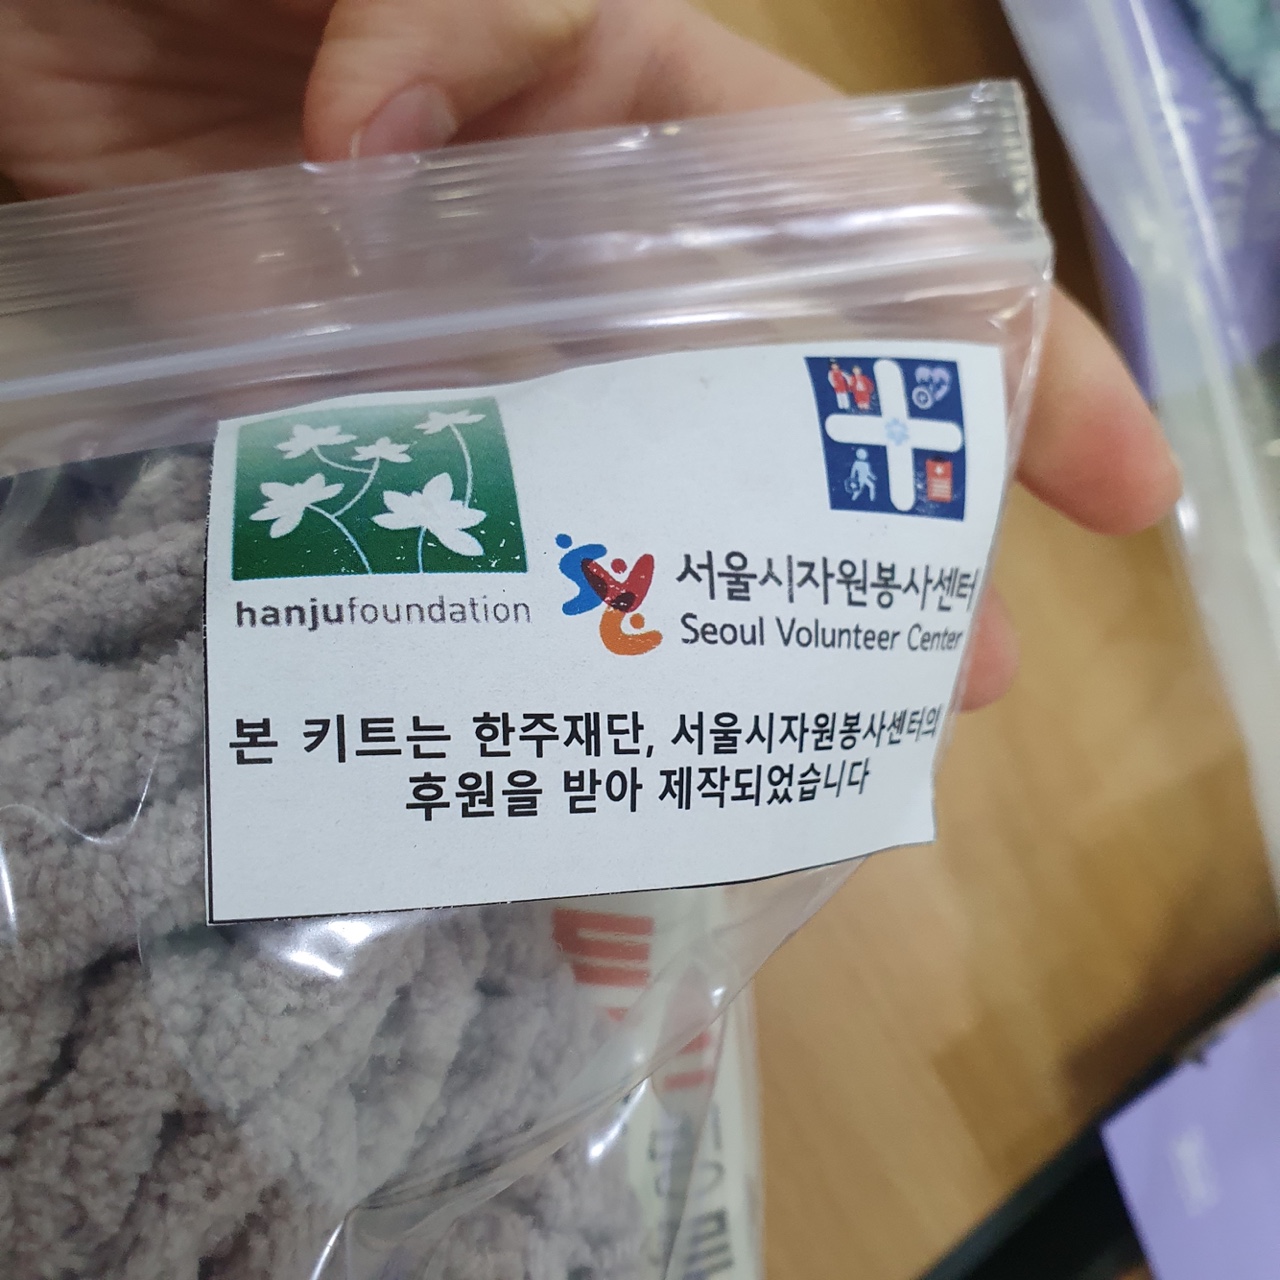 hanjufoundation
서울시자원봉사센터
Seoul Volunteer Center
본 키트는 한주재단, 서울시자원봉사센터의
후원을 받아 제작되었습니다